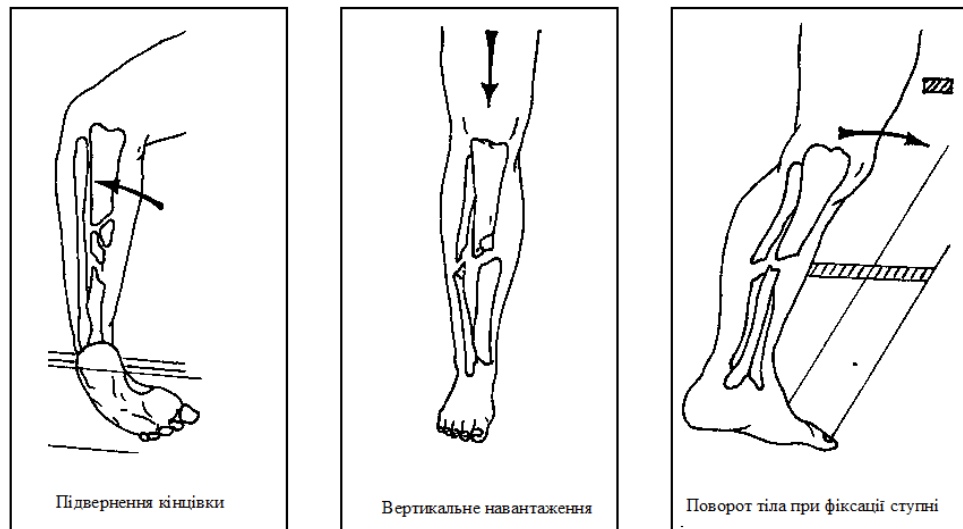 Підвернення кінцівки
Вертикальне навантаження
Поворот тіла при фіксації ступні